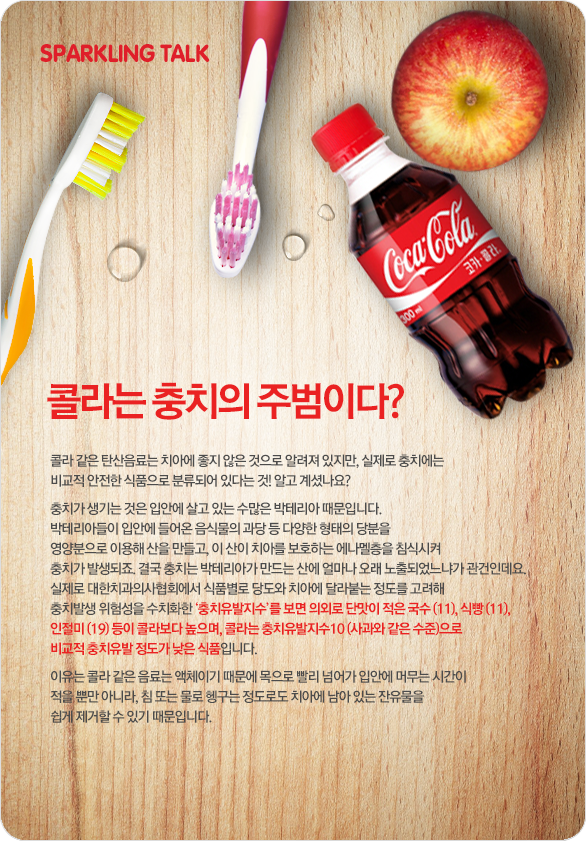 SPARKLING TALK
Coca-Cola
코카·콜라.
300 ml
콜라는 충치의 주범이다?
콜라 같은 탄산음료는 치아에 좋지 않은 것으로 알려져 있지만, 실제로 충치에는
비교적 안전한 식품으로 분류되어 있다는 것! 알고 계셨나요?
충치가 생기는 것은 입안에 살고 있는 수많은 박테리아 때문입니다.
박테리아들이 입안에 들어온 음식물의 과당 등 다양한 형태의 당분을
영양분으로 이용해 산을 만들고, 이 산이 치아를 보호하는 에나멜층을 침식시켜
충치가 발생되죠. 결국 충치는 박테리아가 만드는 산에 얼마나 오래 노출되었느냐가 관건인데요.
실제로 대한치과의사협회에서 식품별로 당도와 치아에 달라붙는 정도를 고려해
충치발생 위험성을 수치화한 '충치유발지수'를 보면 의외로 단맛이 적은 국수 (11), 식빵 (11),
인절미 (19) 등이 콜라보다 높으며, 콜라는 충치유발지수10 (사과와 같은 수준)으로
비교적 충치유발 정도가 낮은 식품입니다.
이유는 콜라 같은 음료는 액체이기 때문에 목으로 빨리 넘어가 입안에 머무는 시간이
적을 뿐만 아니라, 침 또는 물로 헹구는 정도로도 치아에 남아 있는 잔유물을
쉽게 제거할 수 있기 때문입니다.